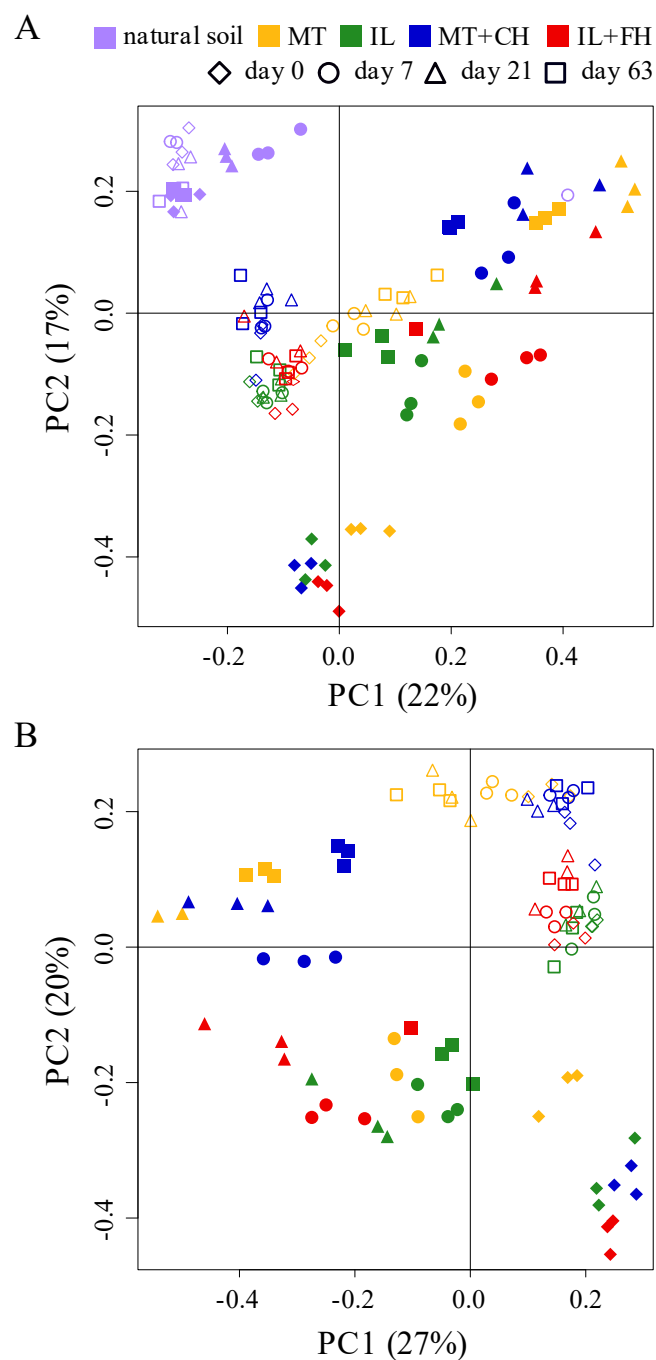 A
natural soil MT IL MT+CH IL+FH
day 0 day 7 day 21 day 63
0.2
0.0
-0.2
-0.4
PC2 (17%)
-0.2 0.0 0.2 0.4
PC1 (22%)
B
0.2
0.0
-0.2
-0.4
PC2 (20%)
-0.4 -0.2 0.0 0.2
PC1 (27%)